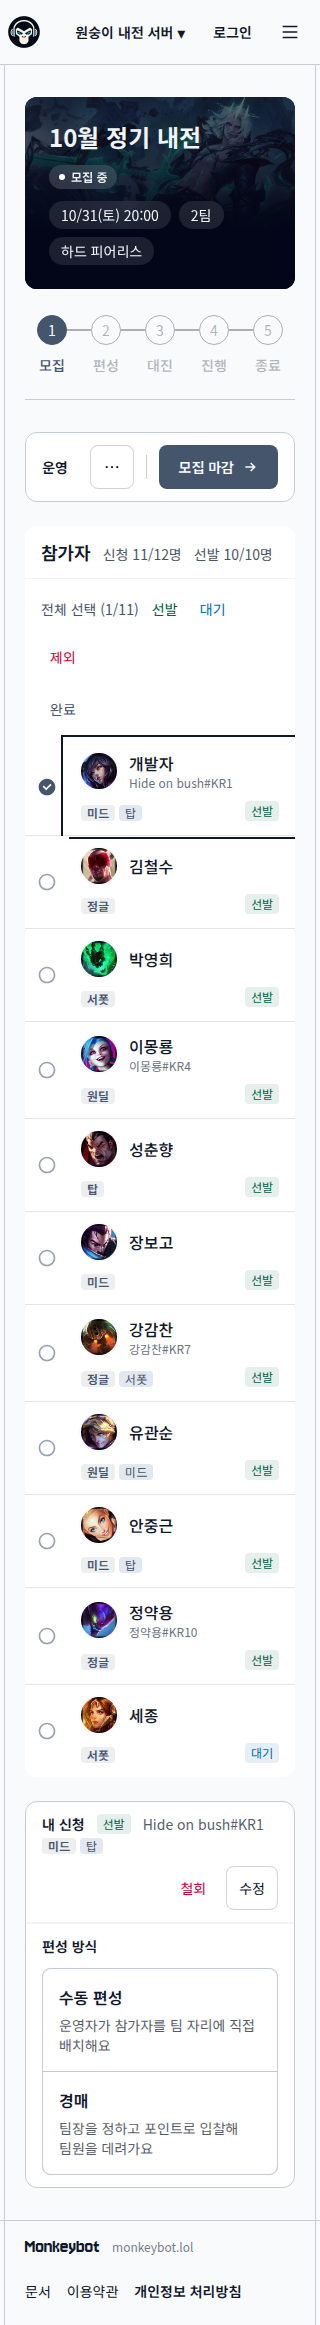 원숭이 내전 서버 ▾ 로그인
10월 정기 내전
모집 중
10/31(토) 20:00 2팀
하드 피어리스
1 2 3 4 5
모집 편성 대진 진행 종료
운영 ··· 모집 마감 →
참가자 신청 11/12명 선발 10/10명
전체 선택 (1/11) 선발 대기
제외
완료
개발자
Hide on bush#KR1
미드 탑 선발
김철수
정글 선발
박영희
서폿 선발
이몽룡
이몽룡#KR4
원딜 선발
성춘향
탑 선발
장보고
미드 선발
강감찬
강감찬#KR7
정글 서폿 선발
유관순
원딜 미드 선발
안중근
미드 탑 선발
정약용
정약용#KR10
정글 선발
세종
서폿 대기
내 신청 선발 Hide on bush#KR1
미드 탑
철회 수정
편성 방식
수동 편성
운영자가 참가자를 팀 자리에 직접
배치해요
경매
팀장을 정하고 포인트로 입찰해
팀원을 데려가요
Monkeybot monkeybot.lol
문서 이용약관 개인정보 처리방침